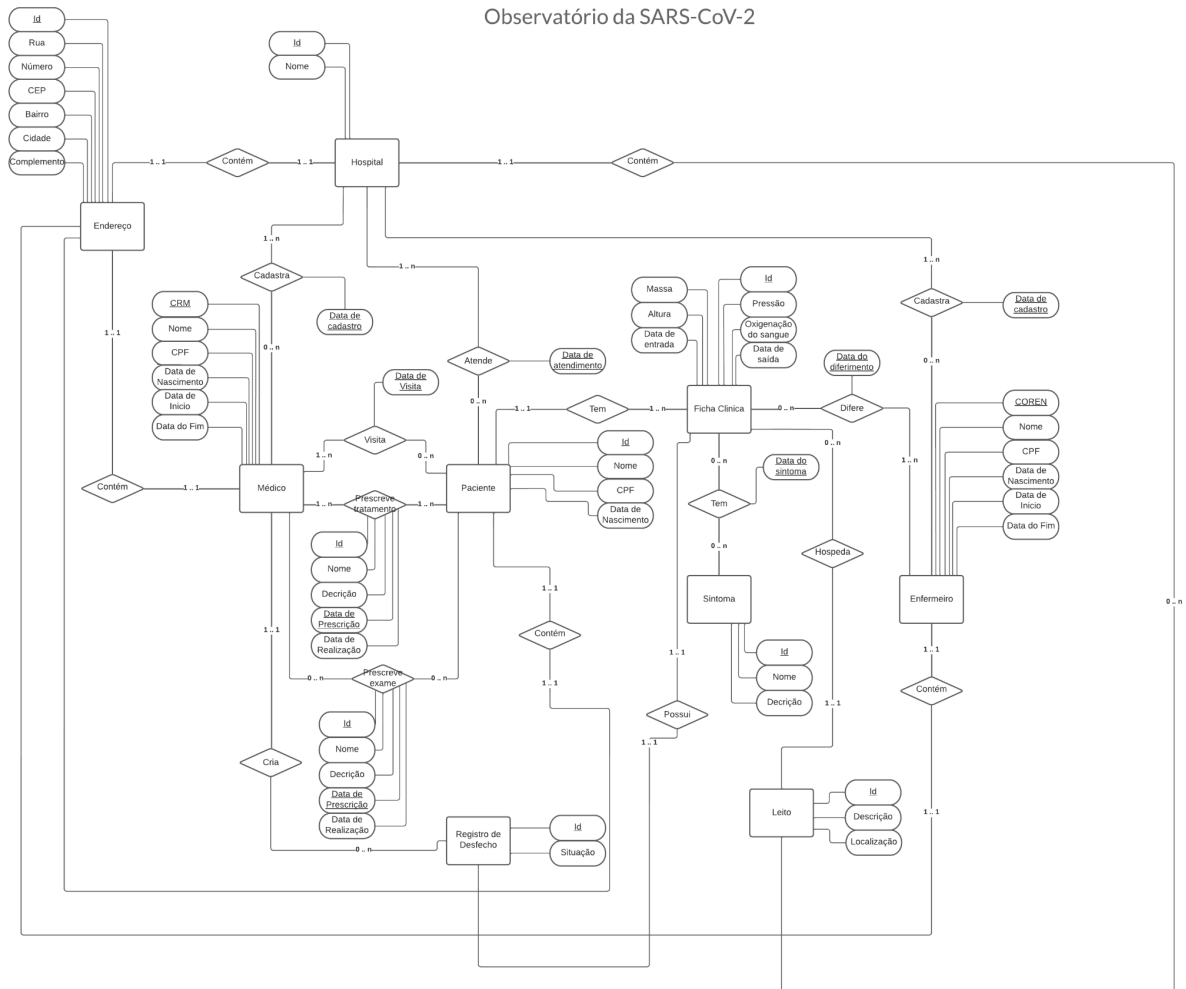 Observatório da SARS-CoV-2
Id
Rua
Número
CEP
Bairro
Cidade
Complemento
Id
Nome
1 .. 1
Contém
1 .. 1
Hospital
1 .. 1
Contém
Endereço
1 .. n
1 .. n
1 .. n
Cadastra
Data de
cadastro
Cadastra
Data de
cadastro
Massa
Altura
Data de
entrada
Id
Pressão
Oxigenação
do sangue
Data de
saída
CRM
Nome
CPF
Data de
Nascimento
Data de
Inicio
Data do Fim
1 .. 1
0 .. n
Atende
Data de
atendimento
0 .. n
Data de
Visita
Data do
diferimento
0 .. n
Visita
1 .. n
0 .. n
1 .. 1
Tem
1 .. n
Ficha Clinica
0 .. n
Difere
1 .. n
COREN
Nome
CPF
Data de
Nascimento
Data de
Inicio
Data do Fim
Id
Nome
CPF
Data de
Nascimento
0 .. n
0 .. n
Data do
sintoma
Tem
0 .. n
Contém
1 .. 1
Médico
Paciente
1 .. n
Prescreve
tratamento
1 .. n
Id
Nome
Decrição
Data de
Prescrição
Data de
Realização
Hospeda
1 .. 1
Contém
1 .. 1
Sintoma
Id
Nome
Decrição
Enfermeiro
0 .. n
1 .. 1
1 .. 1
1 .. 1
Contém
0 .. n
Prescreve
exame
0 .. n
Id
Nome
Decrição
Data de
Prescrição
Data de
Realização
Possui
1 .. 1
1 .. 1
Cria
0 .. n
Registro de
Desfecho
Id
Situação
Leito
Id
Descrição
Localização
1 .. 1